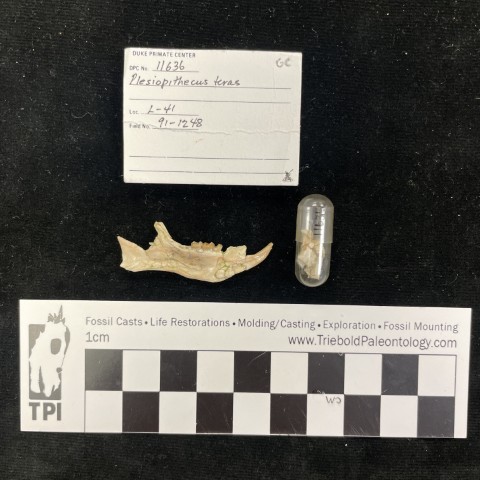 DUKE PRIMATE CENTER
GC
DPC No. 11636
Plesiopithecus teras
Loc L-41
Field No. 91-1248
Fossil Casts • Life Restorations • Molding/Casting • Exploration • Fossil Mounting
1cm www.TrieboldPaleontology.com
TPI